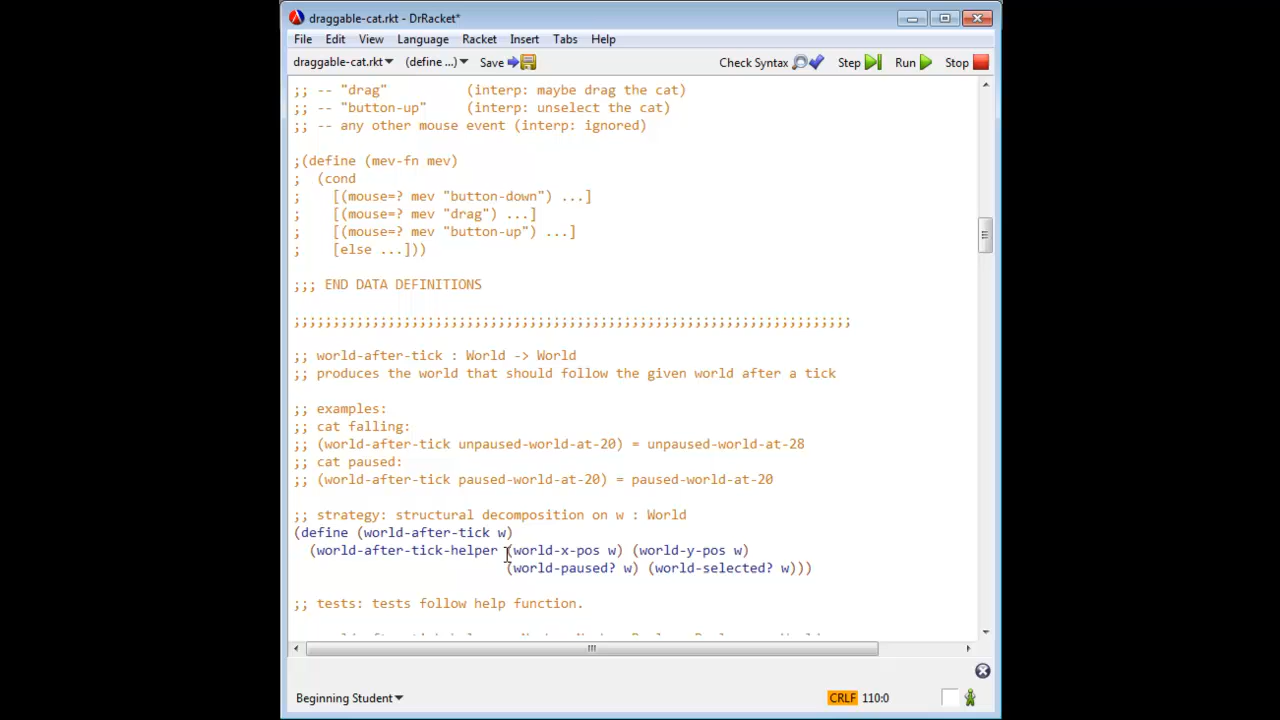 draggable-cat.rkt - DrRacket*
File Edit View Language Racket Insert Tabs Help
draggable-cat.rkt (define ...) Save Check Syntax Step Run Stop
;; -- "drag" (interp: maybe drag the cat)
;; -- "button-up" (interp: unselect the cat)
;; -- any other mouse event (interp: ignored)
;(define (mev-fn mev)
; (cond
; [(mouse=? mev "button-down") ...]
; [(mouse=? mev "drag") ...]
; [(mouse=? mev "button-up") ...]
; [else ...]))
;;; END DATA DEFINITIONS
;;;;;;;;;;;;;;;;;;;;;;;;;;;;;;;;;;;;;;;;;;;;;;;;;;;;;;;;;;;;;;;;;;;;;;;
;; world-after-tick : World -> World
;; produces the world that should follow the given world after a tick
;; examples:
;; cat falling:
;; (world-after-tick unpaused-world-at-20) = unpaused-world-at-28
;; cat paused:
;; (world-after-tick paused-world-at-20) = paused-world-at-20
;; strategy: structural decomposition on w : World
(define (world-after-tick w)
(world-after-tick-helper (world-x-pos w) (world-y-pos w)
(world-paused? w) (world-selected? w)))
;; tests: tests follow help function.
Beginning Student CRLF 110:0